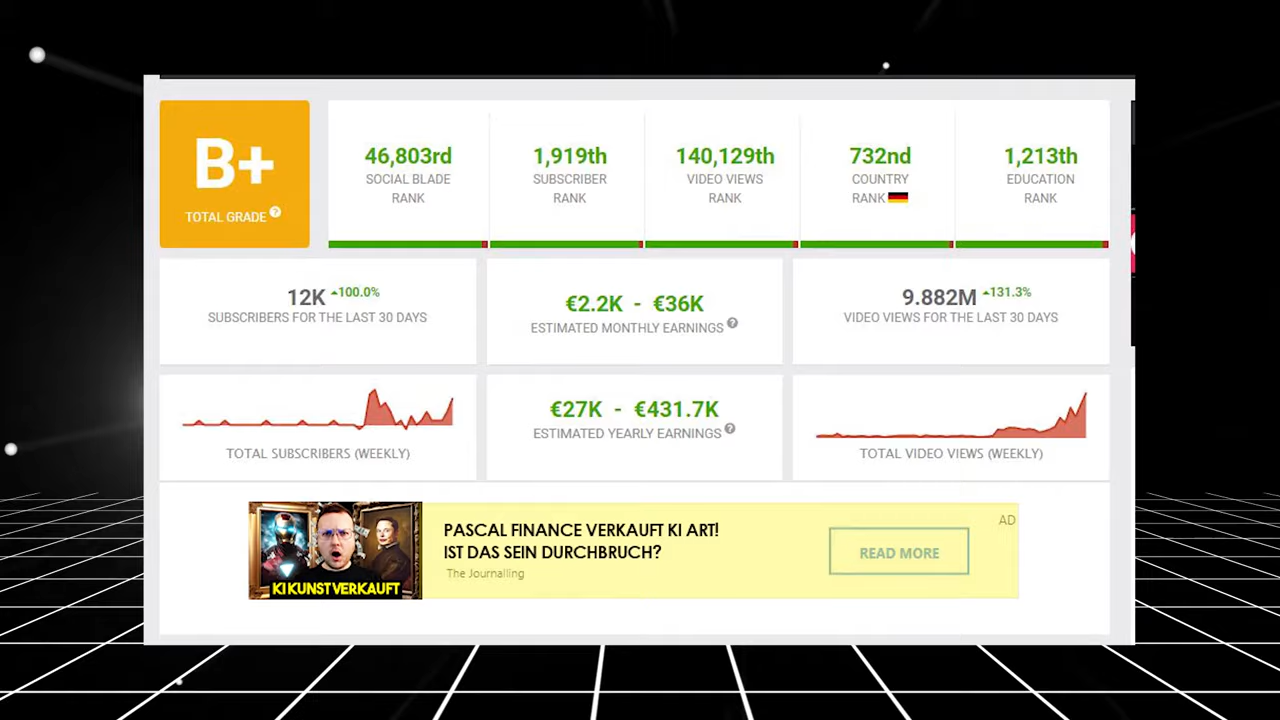 B+
TOTAL GRADE ?
46,803rd
SOCIAL BLADE
RANK
1,919th
SUBSCRIBER
RANK
140,129th
VIDEO VIEWS
RANK
732nd
COUNTRY
RANK
1,213th
EDUCATION
RANK
12K ▲100.0%
SUBSCRIBERS FOR THE LAST 30 DAYS
€2.2K - €36K
ESTIMATED MONTHLY EARNINGS ?
9.882M ▲131.3%
VIDEO VIEWS FOR THE LAST 30 DAYS
TOTAL SUBSCRIBERS (WEEKLY)
€27K - €431.7K
ESTIMATED YEARLY EARNINGS ?
TOTAL VIDEO VIEWS (WEEKLY)
KI KUNST VERKAUFT
PASCAL FINANCE VERKAUFT KI ART!
IST DAS SEIN DURCHBRUCH?
The Journalling
READ MORE
AD